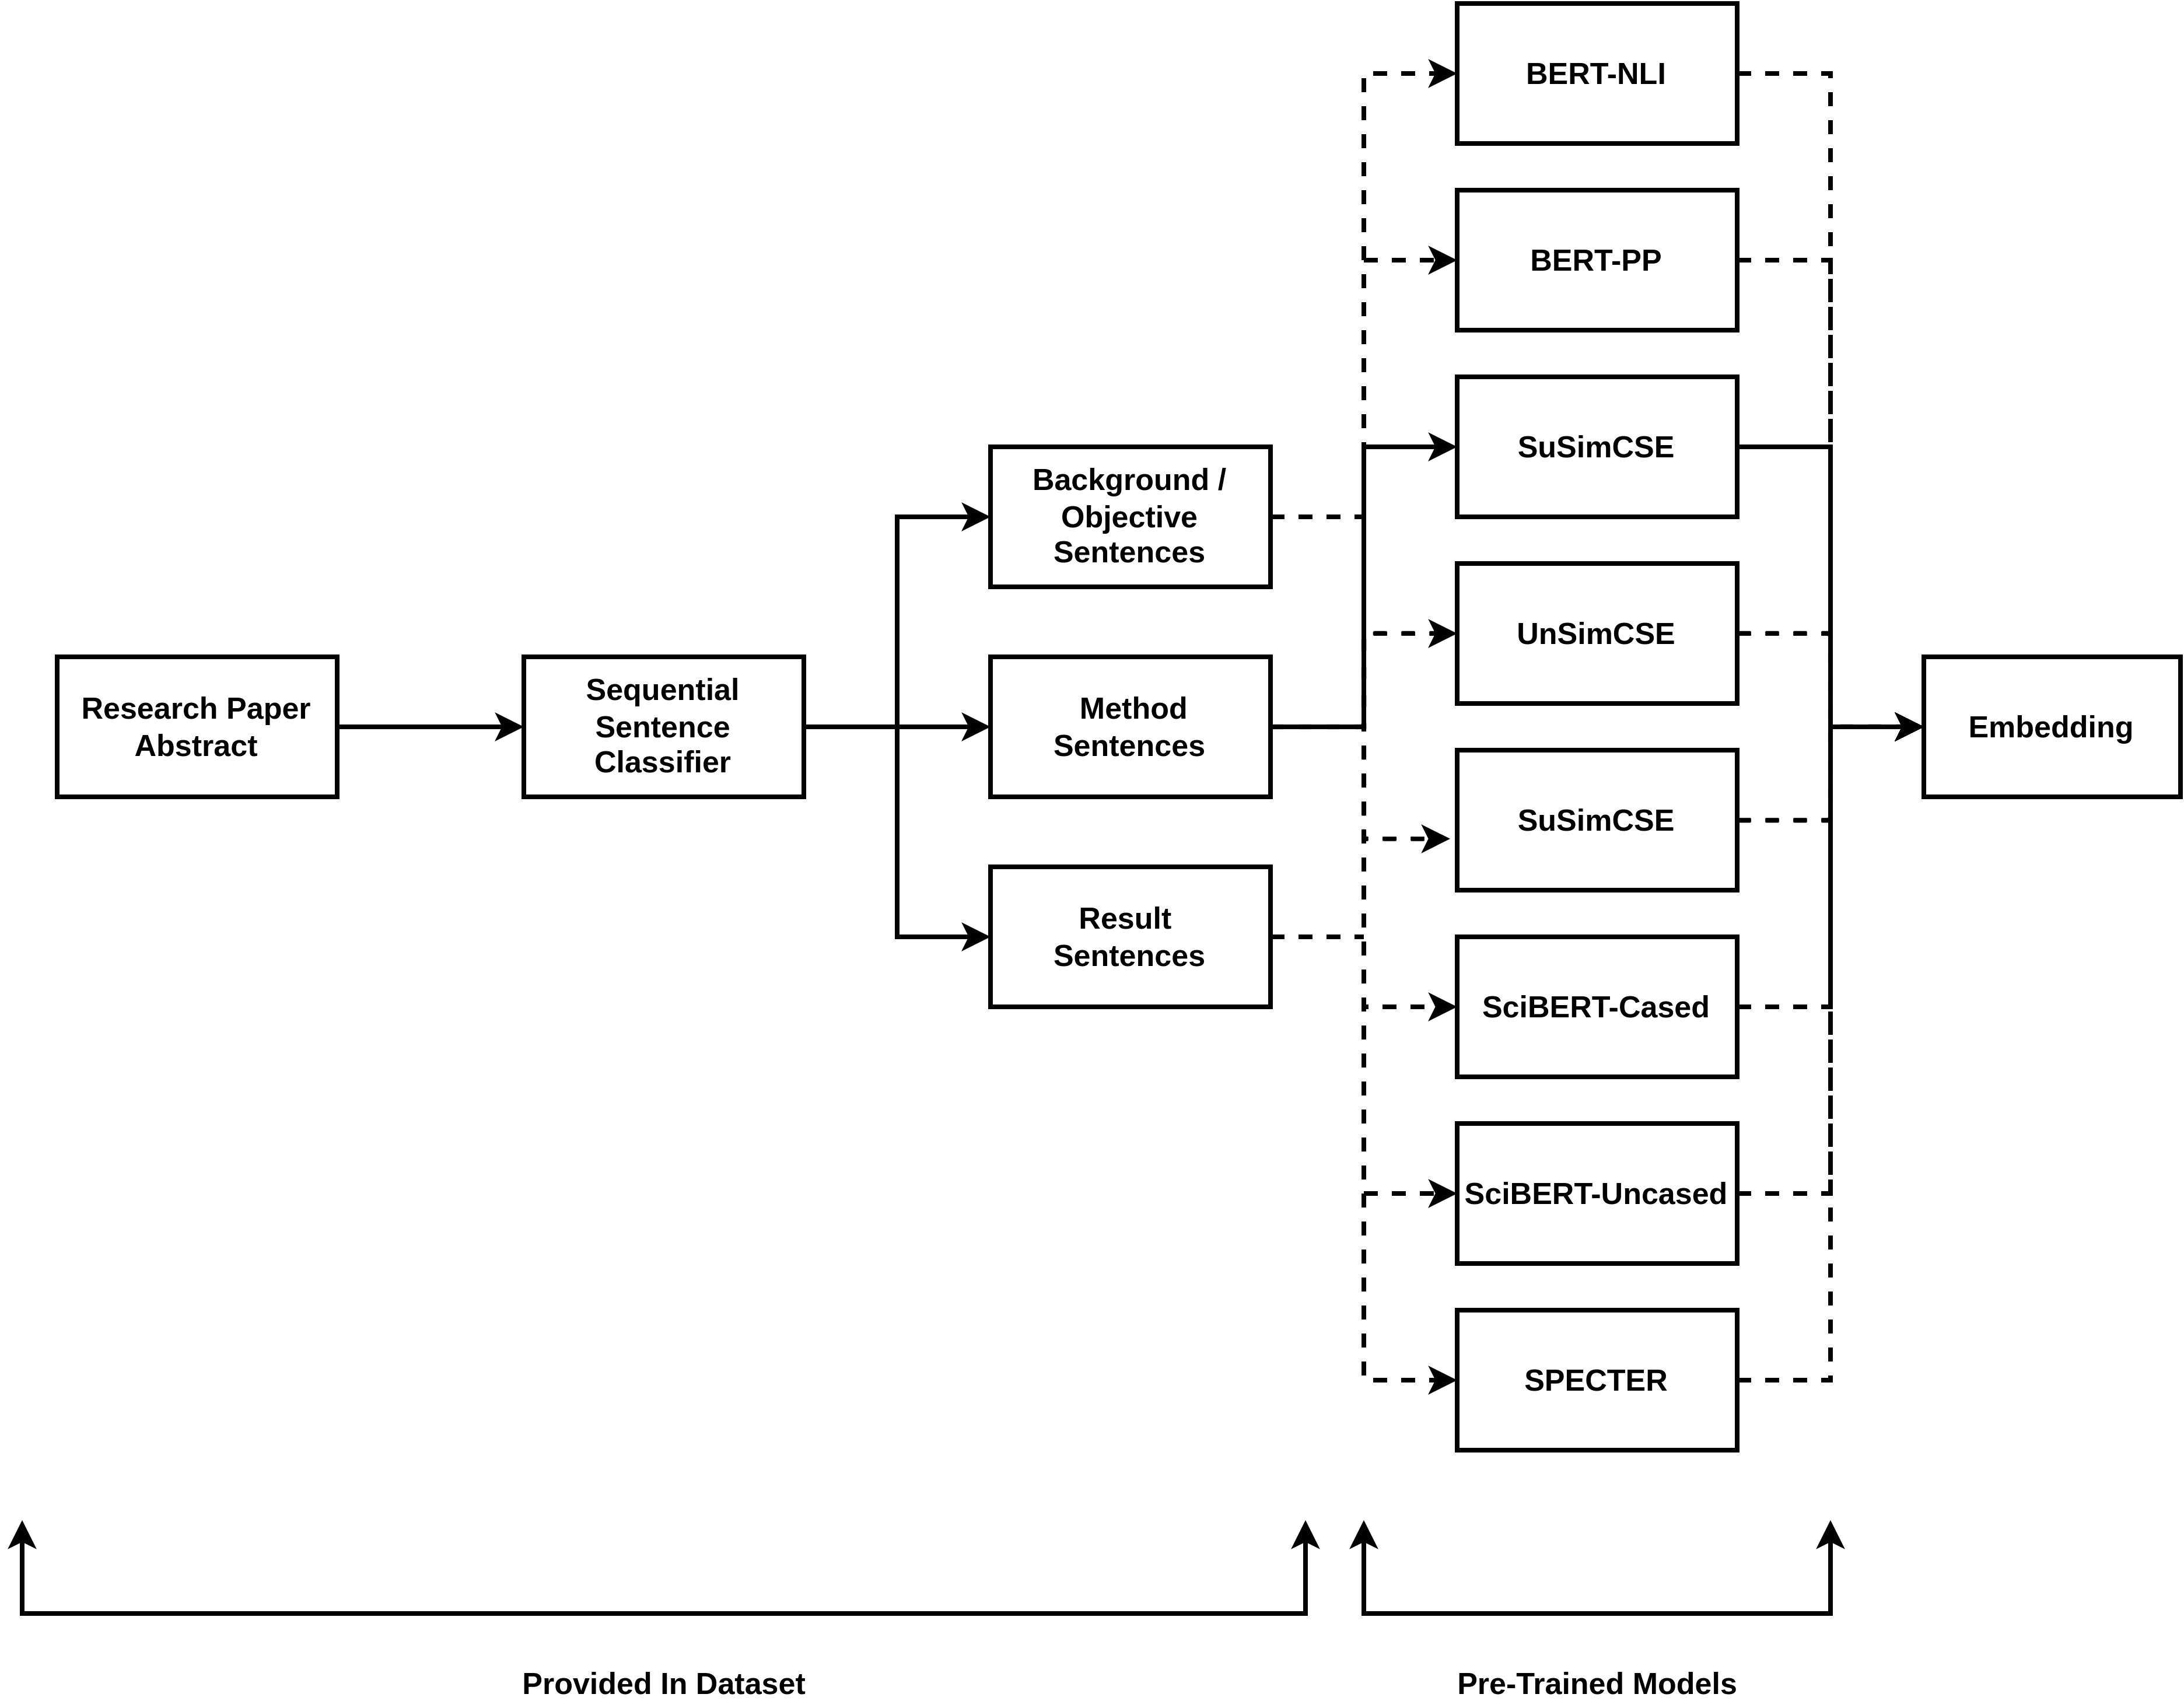 Research Paper
Abstract
Sequential
Sentence
Classifier
Background /
Objective
Sentences
Method
Sentences
Result
Sentences
BERT-NLI
BERT-PP
SuSimCSE
UnSimCSE
SuSimCSE
SciBERT-Cased
SciBERT-Uncased
SPECTER
Embedding
Provided In Dataset
Pre-Trained Models